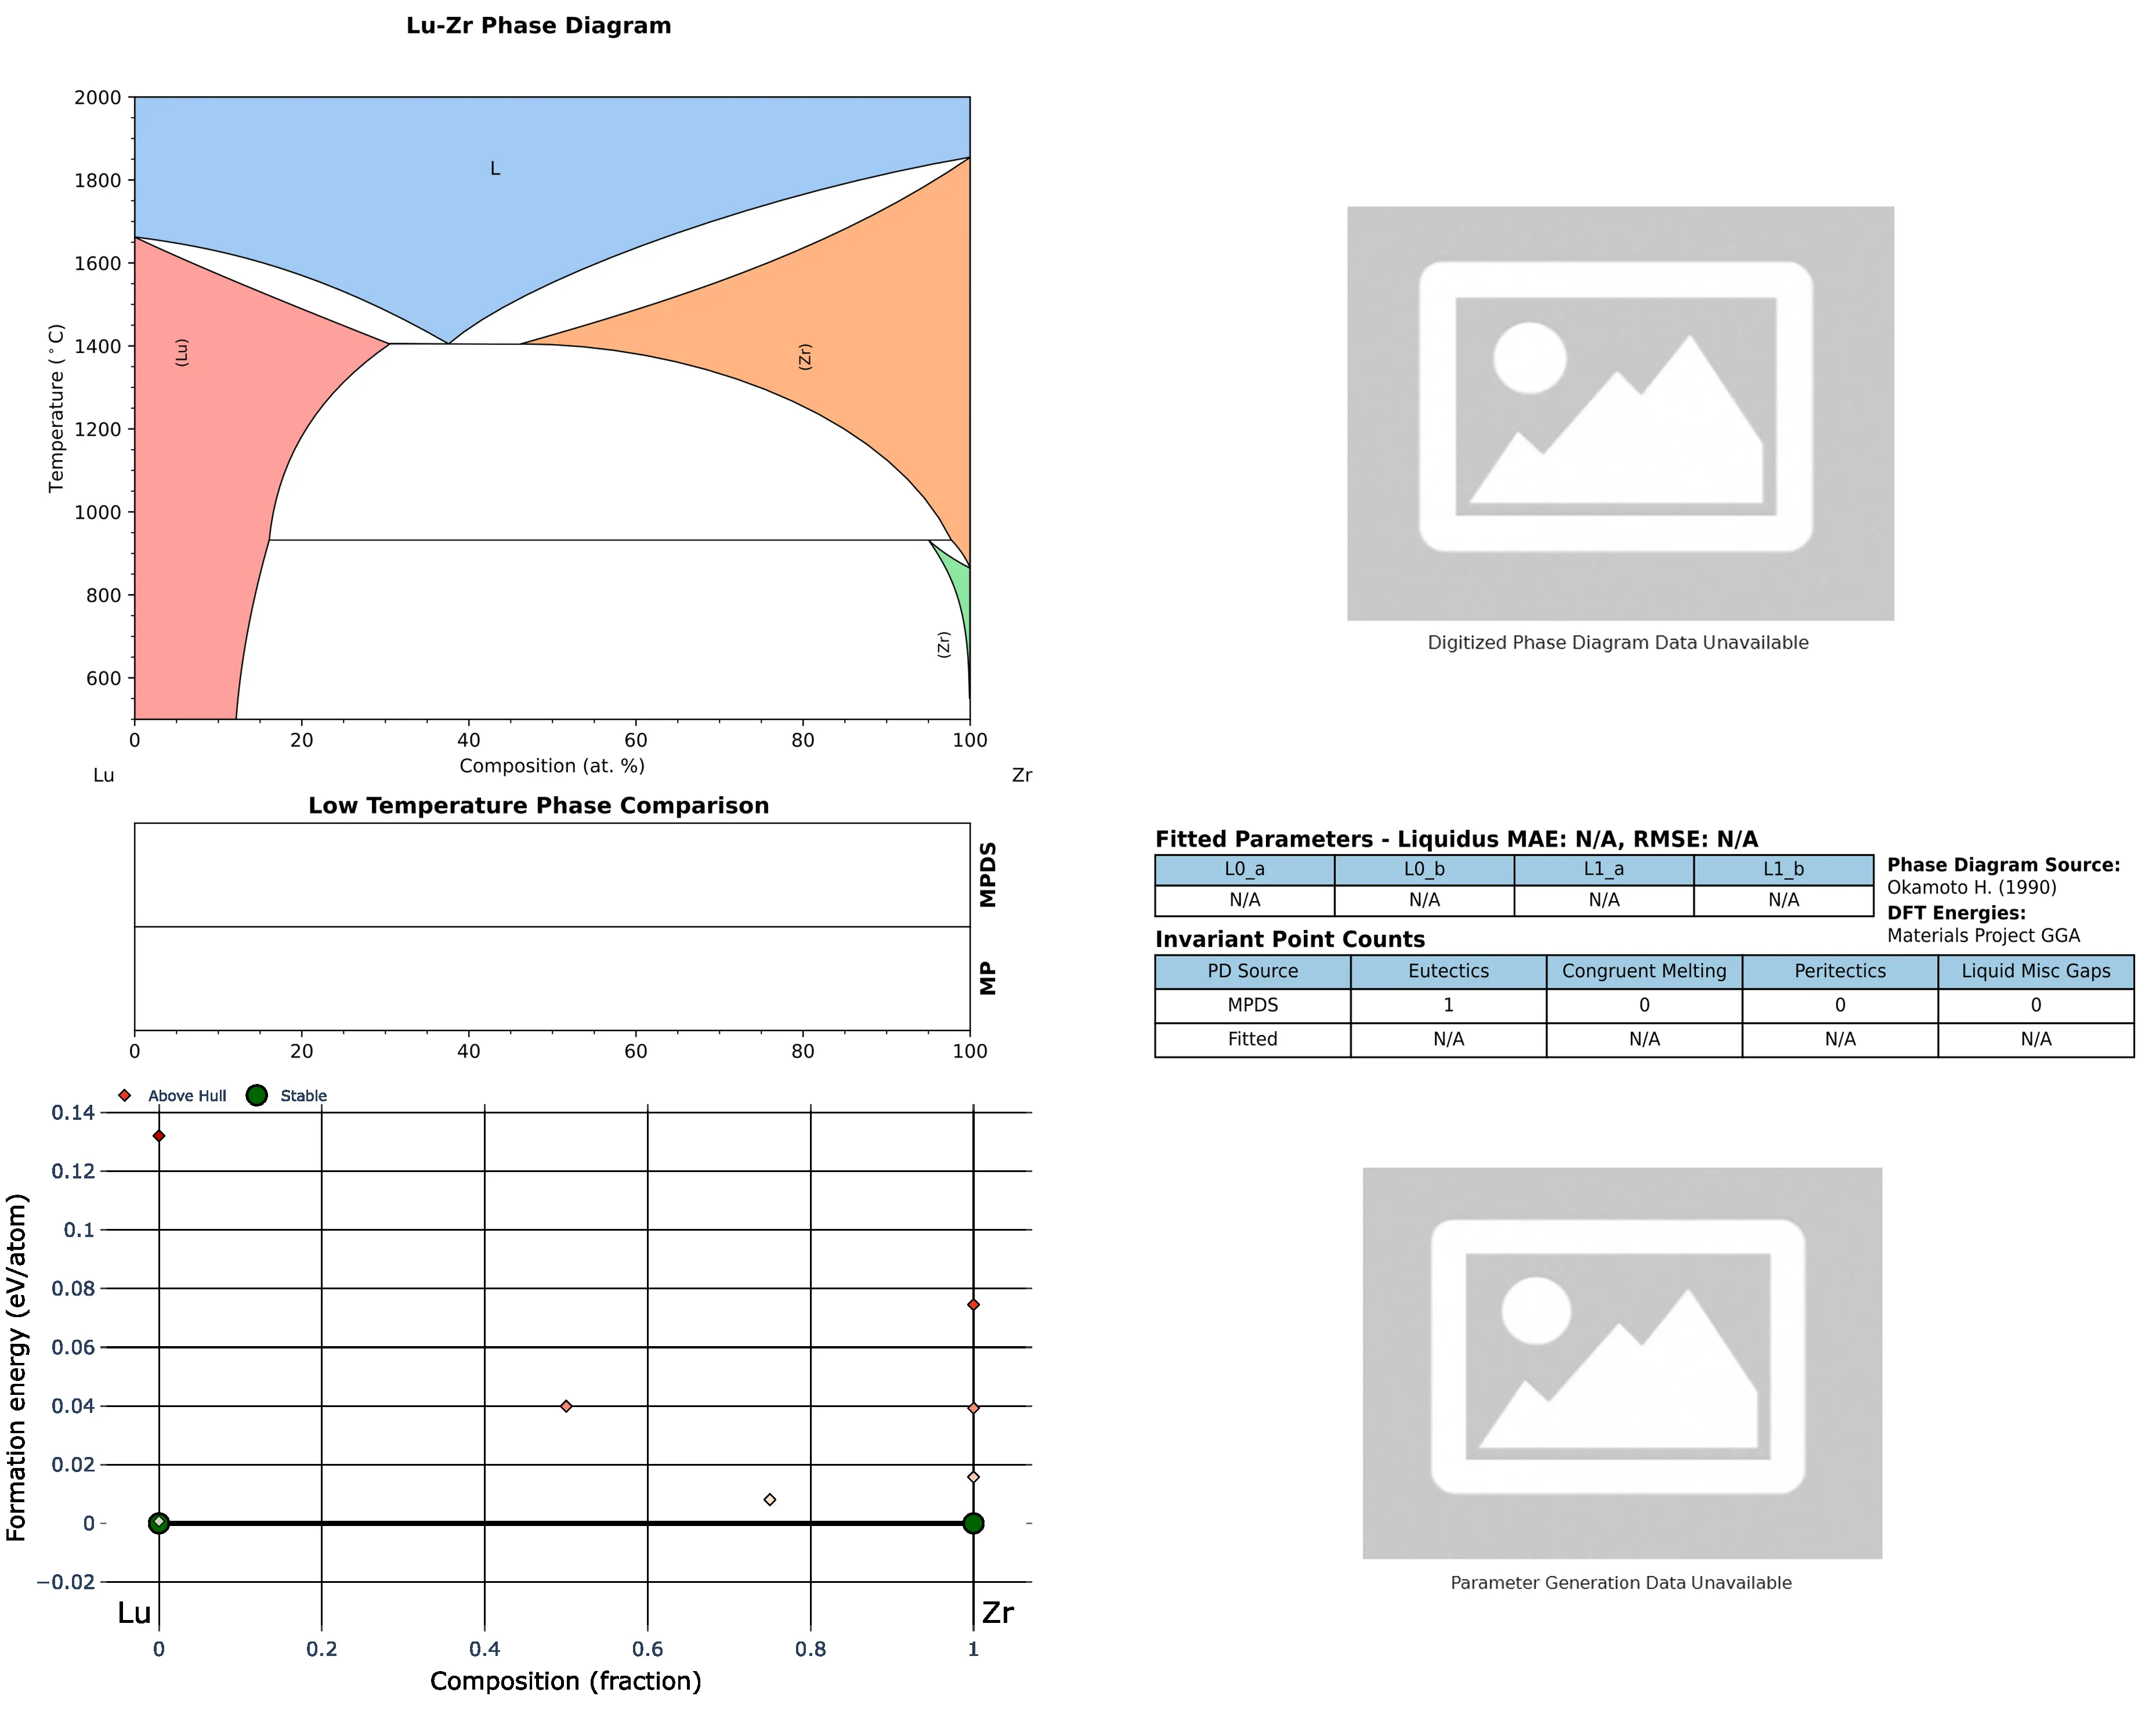 Lu-Zr Phase Diagram
2000
1800
1600
1400
1200
1000
800
600
Temperature (°C)
L
(Lu)
(Zr)
(Zr)
0 20 40 60 80 100
Composition (at. %)
Lu Zr
Digitized Phase Diagram Data Unavailable
Low Temperature Phase Comparison
MPDS
MP
0 20 40 60 80 100
Fitted Parameters - Liquidus MAE: N/A, RMSE: N/A
L0_a L0_b L1_a L1_b
N/A N/A N/A N/A
Phase Diagram Source:
Okamoto H. (1990)
DFT Energies:
Materials Project GGA
Invariant Point Counts
PD Source Eutectics Congruent Melting Peritectics Liquid Misc Gaps
MPDS 1 0 0 0
Fitted N/A N/A N/A N/A
Above Hull Stable
0.14
0.12
0.1
0.08
0.06
0.04
0.02
0
−0.02
Formation energy (eV/atom)
Lu Zr
0 0.2 0.4 0.6 0.8 1
Composition (fraction)
Parameter Generation Data Unavailable